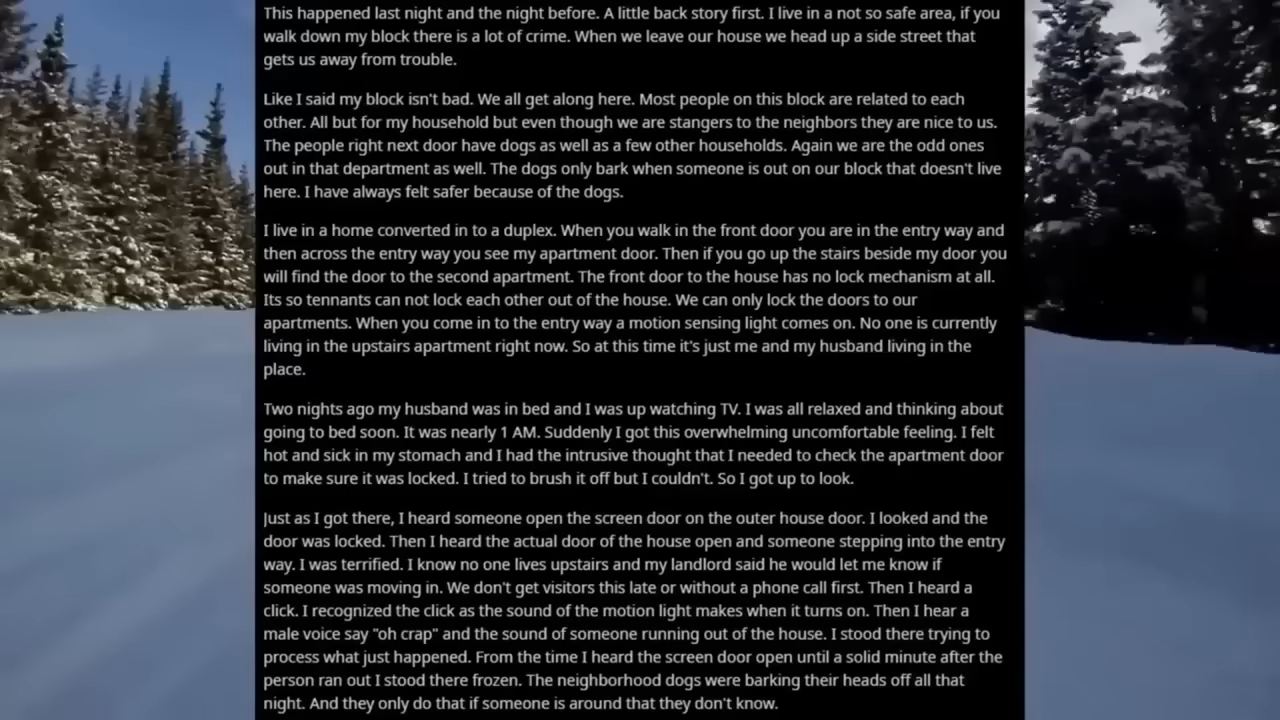 This happened last night and the night before. A little back story first. I live in a not so safe area, if you
walk down my block there is a lot of crime. When we leave our house we head up a side street that
gets us away from trouble.
Like I said my block isn't bad. We all get along here. Most people on this block are related to each
other. All but for my household but even though we are stangers to the neighbors they are nice to us.
The people right next door have dogs as well as a few other households. Again we are the odd ones
out in that department as well. The dogs only bark when someone is out on our block that doesn't live
here. I have always felt safer because of the dogs.
I live in a home converted in to a duplex. When you walk in the front door you are in the entry way and
then across the entry way you see my apartment door. Then if you go up the stairs beside my door you
will find the door to the second apartment. The front door to the house has no lock mechanism at all.
Its so tennants can not lock each other out of the house. We can only lock the doors to our
apartments. When you come in to the entry way a motion sensing light comes on. No one is currently
living in the upstairs apartment right now. So at this time it's just me and my husband living in the
place.
Two nights ago my husband was in bed and I was up watching TV. I was all relaxed and thinking about
going to bed soon. It was nearly 1 AM. Suddenly I got this overwhelming uncomfortable feeling. I felt
hot and sick in my stomach and I had the intrusive thought that I needed to check the apartment door
to make sure it was locked. I tried to brush it off but I couldn't. So I got up to look.
Just as I got there, I heard someone open the screen door on the outer house door. I looked and the
door was locked. Then I heard the actual door of the house open and someone stepping into the entry
way. I was terrified. I know no one lives upstairs and my landlord said he would let me know if
someone was moving in. We don't get visitors this late or without a phone call first. Then I heard a
click. I recognized the click as the sound of the motion light makes when it turns on. Then I hear a
male voice say "oh crap" and the sound of someone running out of the house. I stood there trying to
process what just happened. From the time I heard the screen door open until a solid minute after the
person ran out I stood there frozen. The neighborhood dogs were barking their heads off all that
night. And they only do that if someone is around that they don't know.